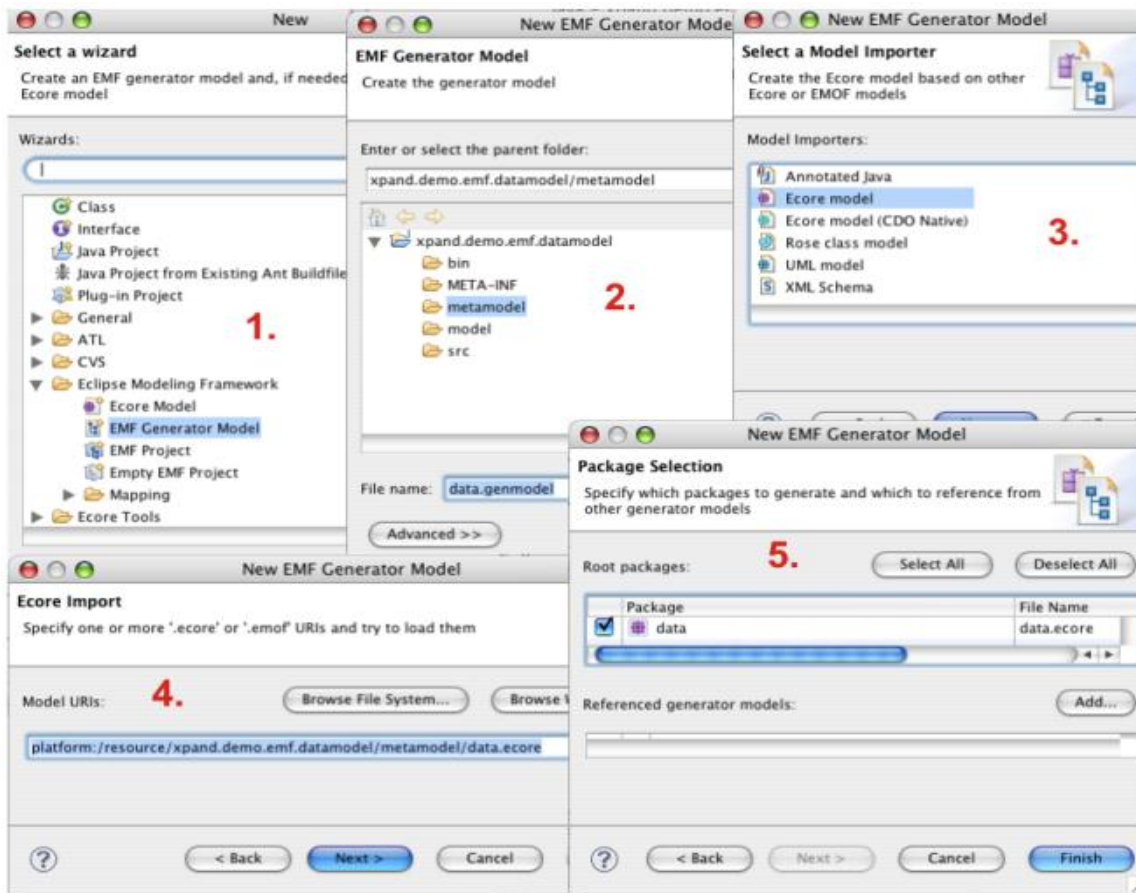 New
Select a wizard
Create an EMF generator model and, if needed
Ecore model
Wizards:
Class
Interface
Java Project
Java Project from Existing Ant Buildfile
Plug-in Project
General
1.
ATL
CVS
Eclipse Modeling Framework
Ecore Model
EMF Generator Model
EMF Project
Empty EMF Project
Mapping
Ecore Tools
New EMF Generator Mode
EMF Generator Model
Create the generator model
Enter or select the parent folder:
xpand.demo.emf.datamodel/metamodel
xpand.demo.emf.datamodel
bin
META-INF
metamodel
2.
model
src
File name: data.genmodel
Advanced >>
New EMF Generator Model
Select a Model Importer
Create the Ecore model based on other
Ecore or EMOF models
Model Importers:
Annotated Java
Ecore model
Ecore model (CDO Native)
Rose class model
3.
UML model
XML Schema
New EMF Generator Model
Ecore Import
Specify one or more '.ecore' or '.emof' URIs and try to load them
Model URIs:
4.
Browse File System...
Browse
platform:/resource/xpand.demo.emf.datamodel/metamodel/data.ecore
? < Back Next > Cancel
New EMF Generator Model
Package Selection
Specify which packages to generate and which to reference from
other generator models
Root packages:
5.
Select All
Deselect All
Package File Name
data data.ecore
Referenced generator models:
Add...
? < Back Next > Cancel Finish